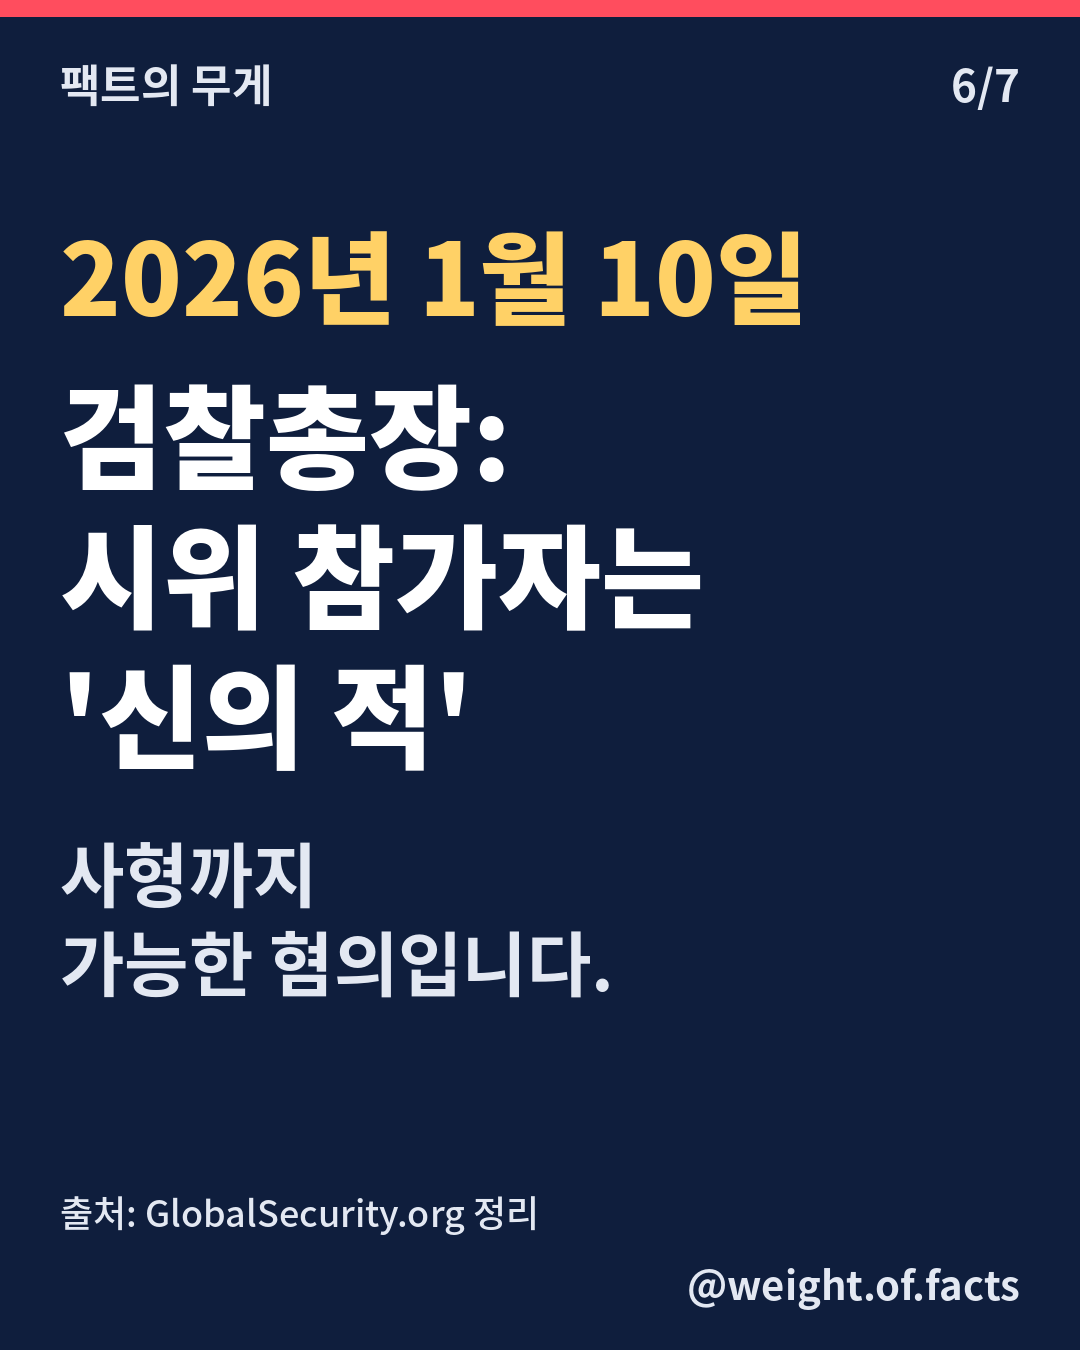 팩트의 무게
6/7
2026년 1월 10일
검찰총장:
시위 참가자는
'신의 적'
사형까지
가능한 혐의입니다.
출처: GlobalSecurity.org 정리
@weight.of.facts